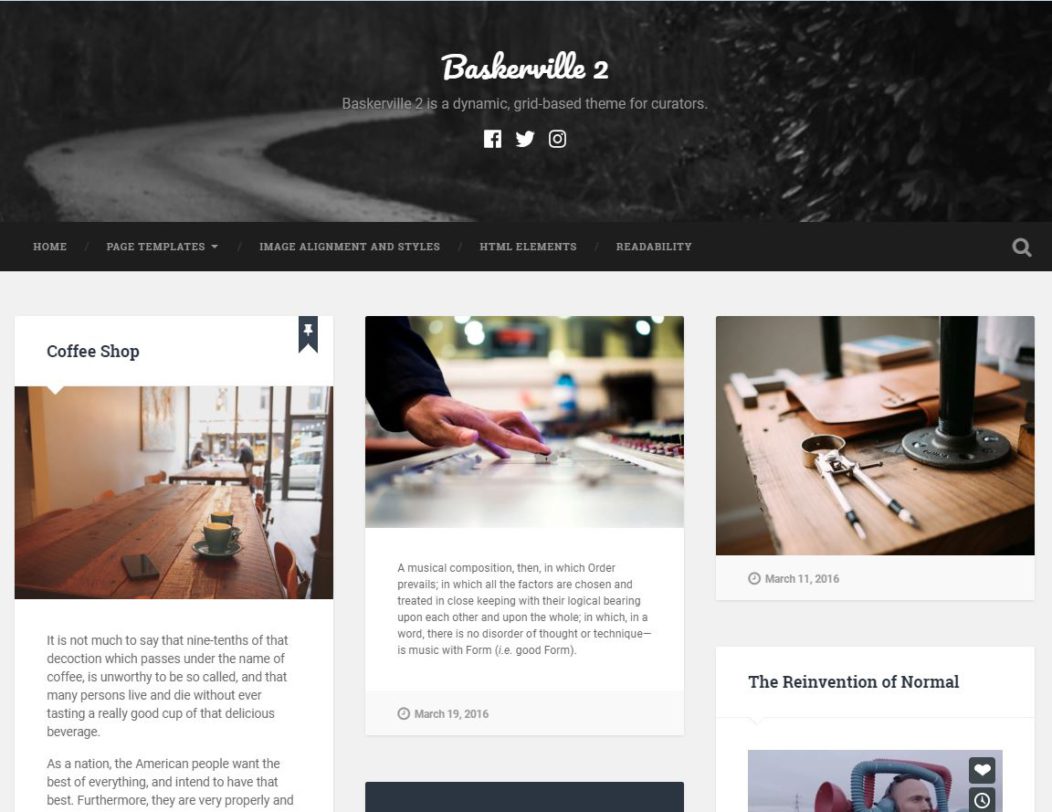 Baskerville 2
Baskerville 2 is a dynamic, grid-based theme for curators.
HOME / PAGE TEMPLATES / IMAGE ALIGNMENT AND STYLES / HTML ELEMENTS / READABILITY
Coffee Shop
It is not much to say that nine-tenths of that
decoction which passes under the name of
coffee, is unworthy to be so called, and that
many persons live and die without ever
tasting a really good cup of that delicious
beverage.
As a nation, the American people want the
best of everything, and intend to have that
best. Furthermore, they are very properly and
A musical composition, then, in which Order
prevails; in which all the factors are chosen and
treated in close keeping with their logical bearing
upon each other and upon the whole; in which, in a
word, there is no disorder of thought or technique—
is music with Form (i.e. good Form).
March 19, 2016
March 11, 2016
The Reinvention of Normal